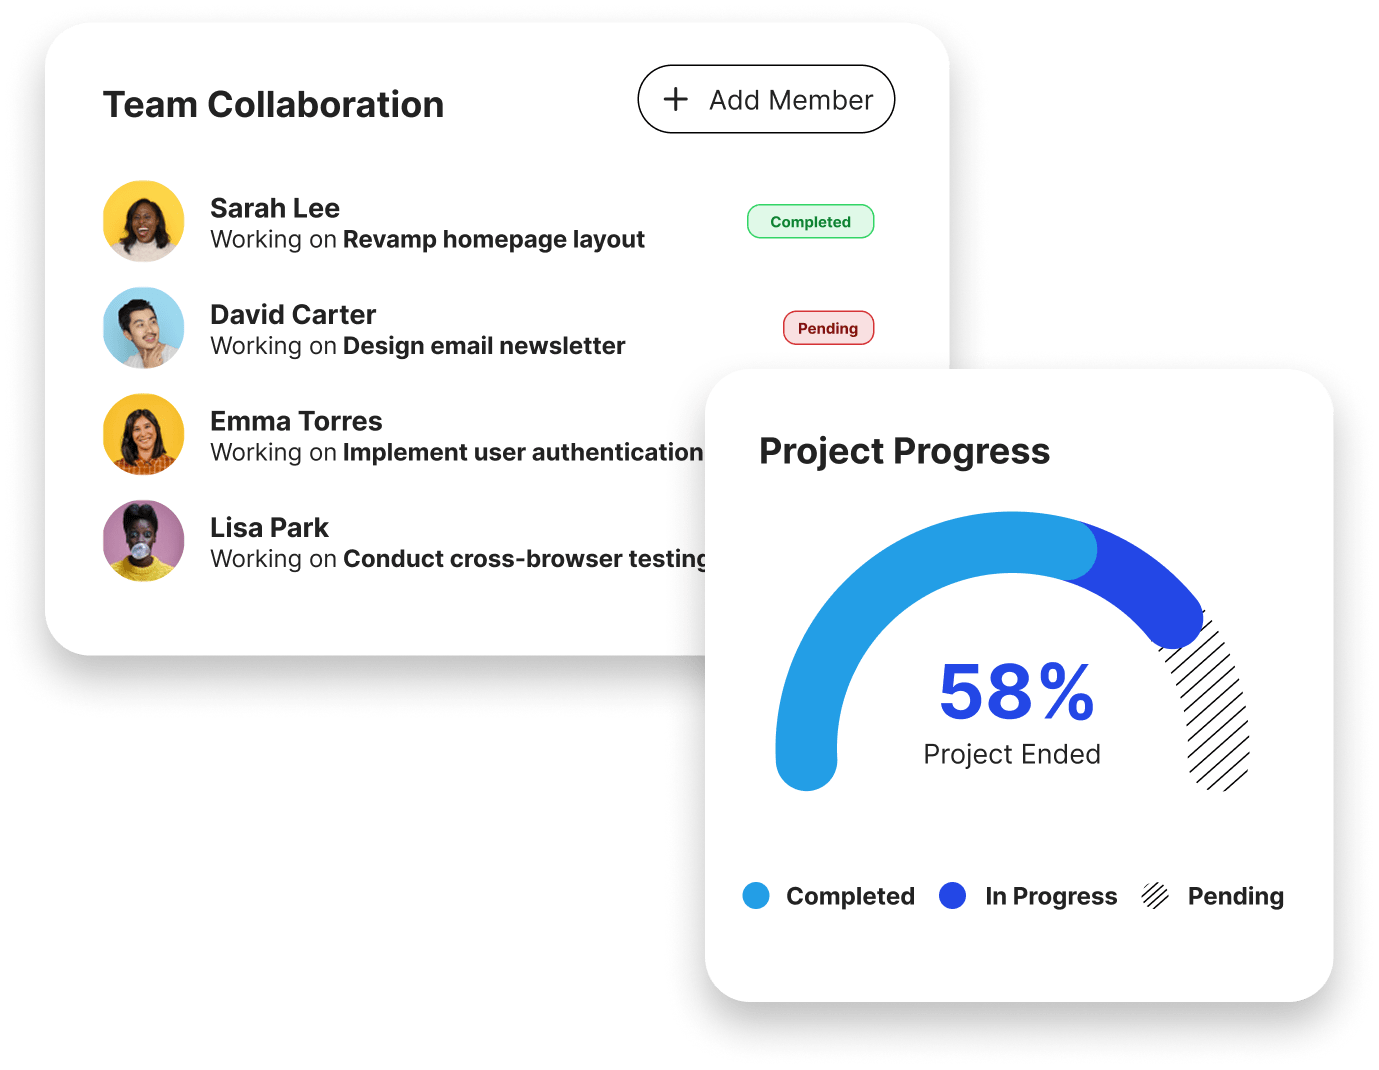 Team Collaboration
+ Add Member
Sarah Lee
Working on Revamp homepage layout
Completed
David Carter
Working on Design email newsletter
Pending
Emma Torres
Working on Implement user authentication
Lisa Park
Working on Conduct cross-browser testing
Project Progress
58%
Project Ended
Completed
In Progress
Pending